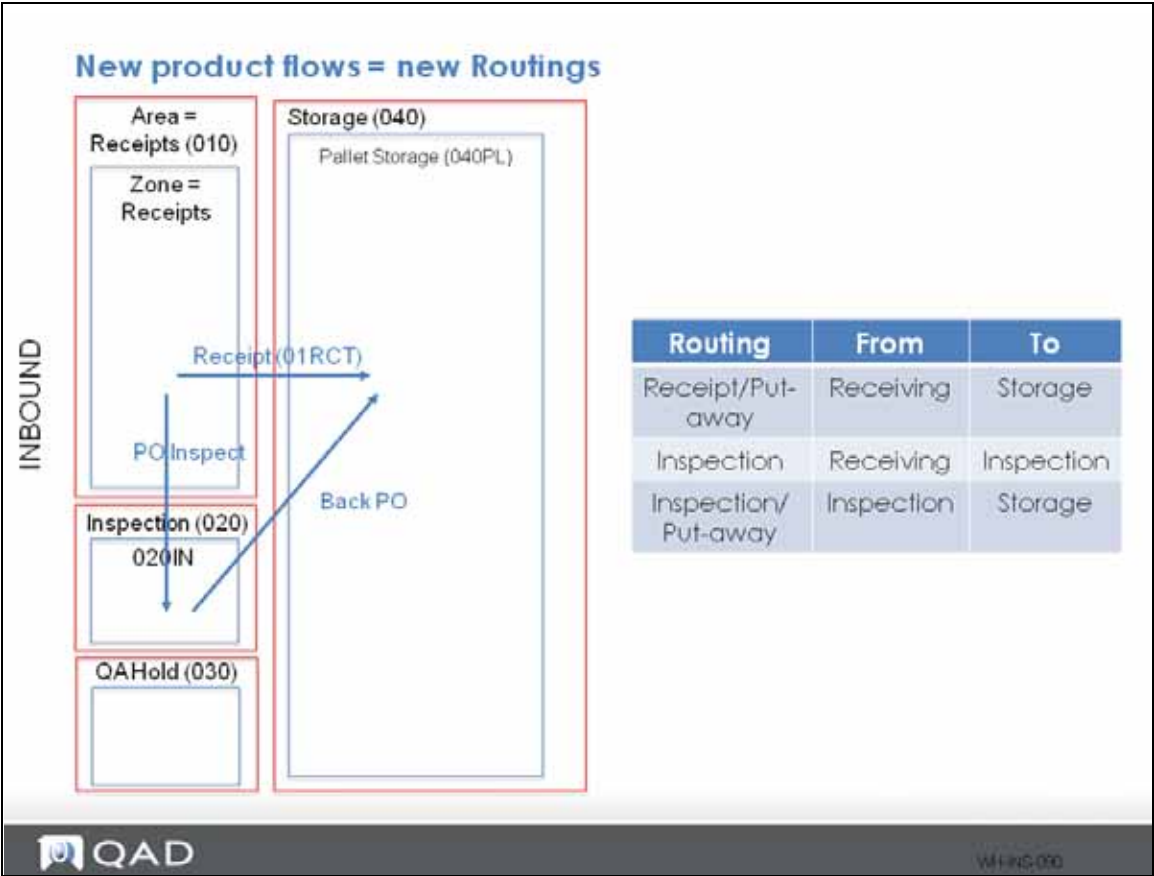 New product flows = new Routings
Area =
Receipts (010)
Zone =
Receipts
Storage (040)
Pallet Storage (040PL)
INBOUND
Receipt (01RCT)
PO Inspect
Back PO
Inspection (020)
020IN
QA Hold (030)
Routing From To
Receipt/Put-
away
Receiving
Storage
Inspection Receiving Inspection
Inspection/
Put-away
Inspection
Storage
QAD